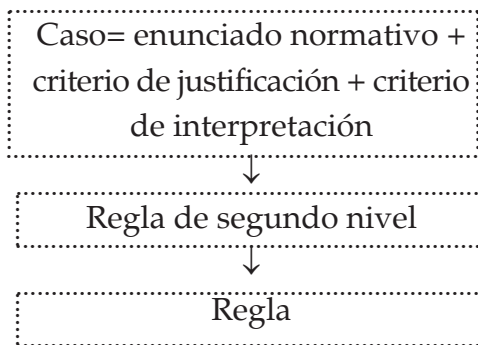 Caso= enunciado normativo +
criterio de justificación + criterio
de interpretación
↓
Regla de segundo nivel
↓
Regla